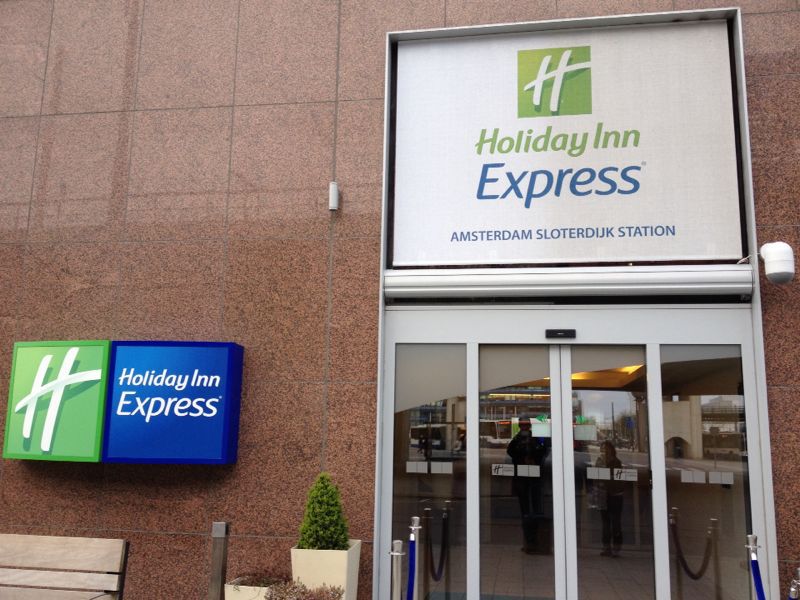 H
Holiday Inn
Express
AMSTERDAM SLOTERDIJK STATION
H
Holiday Inn
Express